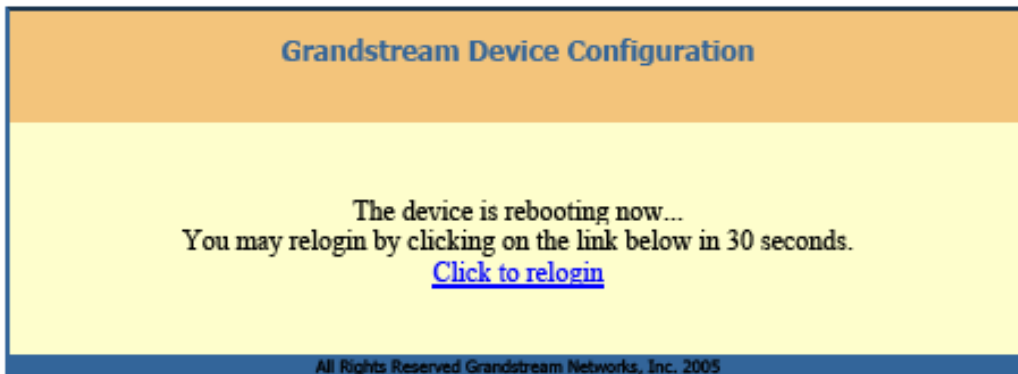 Grandstream Device Configuration
The device is rebooting now...
You may relogin by clicking on the link below in 30 seconds.
Click to relogin
All Rights Reserved Grandstream Networks, Inc. 2005